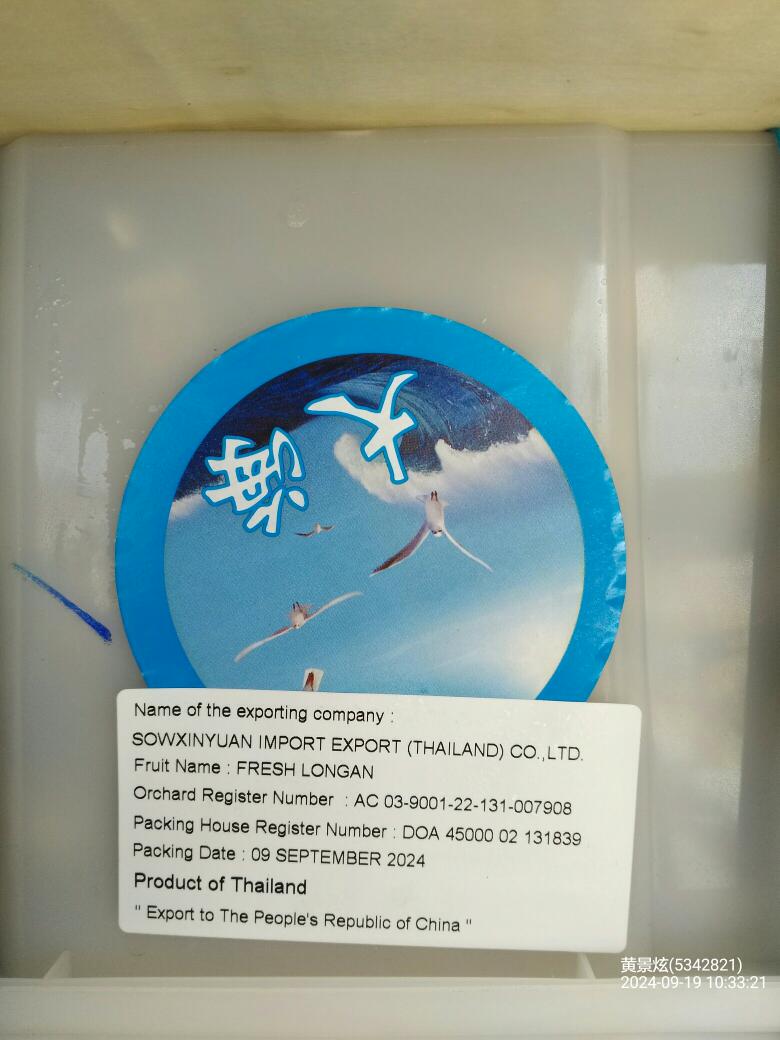 大海
Name of the exporting company :
SOWXINYUAN IMPORT EXPORT (THAILAND) CO.,LTD.
Fruit Name : FRESH LONGAN
Orchard Register Number : AC 03-9001-22-131-007908
Packing House Register Number : DOA 45000 02 131839
Packing Date : 09 SEPTEMBER 2024
Product of Thailand
" Export to The People's Republic of China "
黄景炫(5342821)
2024-09-19 10:33:21